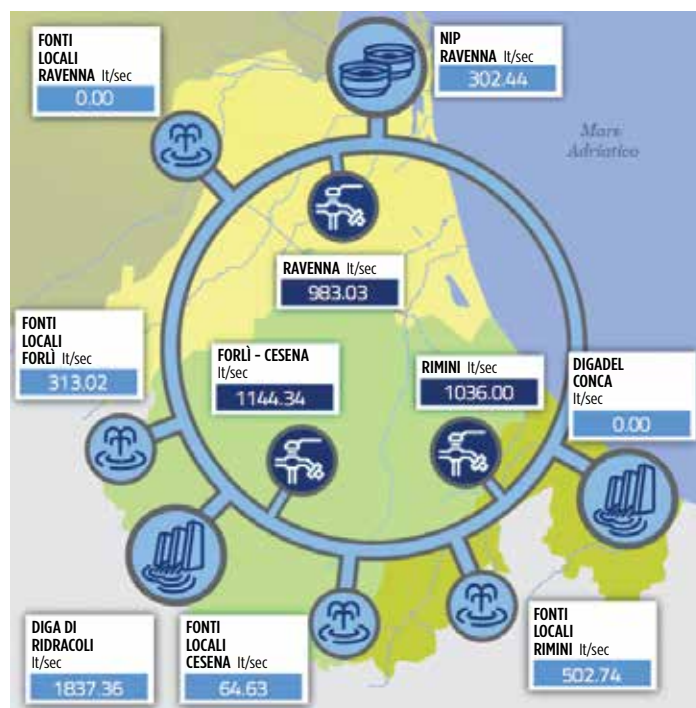 FONTI
LOCALI
RAVENNA lt/sec
0.00
NIP
RAVENNA lt/sec
302.44
Mare
Adriatico
RAVENNA lt/sec
983.03
FONTI
LOCALI
FORLÌ lt/sec
313.02
FORLÌ - CESENA
lt/sec
1144.34
RIMINI lt/sec
1036.00
DIGADEL
CONCA
lt/sec
0.00
DIGA DI
RIDRACOLI
lt/sec
1837.36
FONTI
LOCALI
CESENA lt/sec
64.63
FONTI
LOCALI
RIMINI lt/sec
502.74